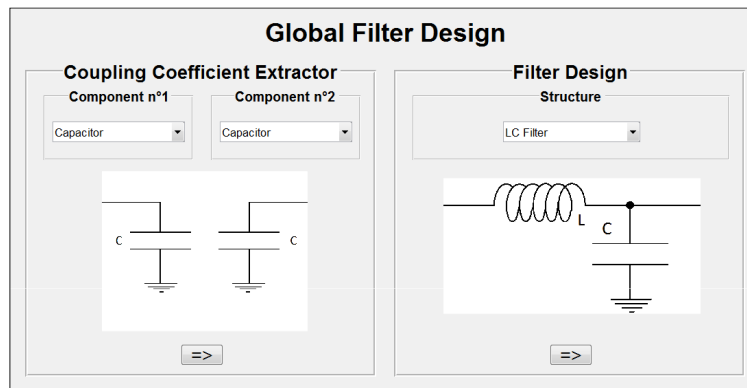 Global Filter Design
Coupling Coefficient Extractor
Component n°1
Component n°2
Capacitor
Capacitor
C
C
=>
Filter Design
Structure
LC Filter
L
C
=>